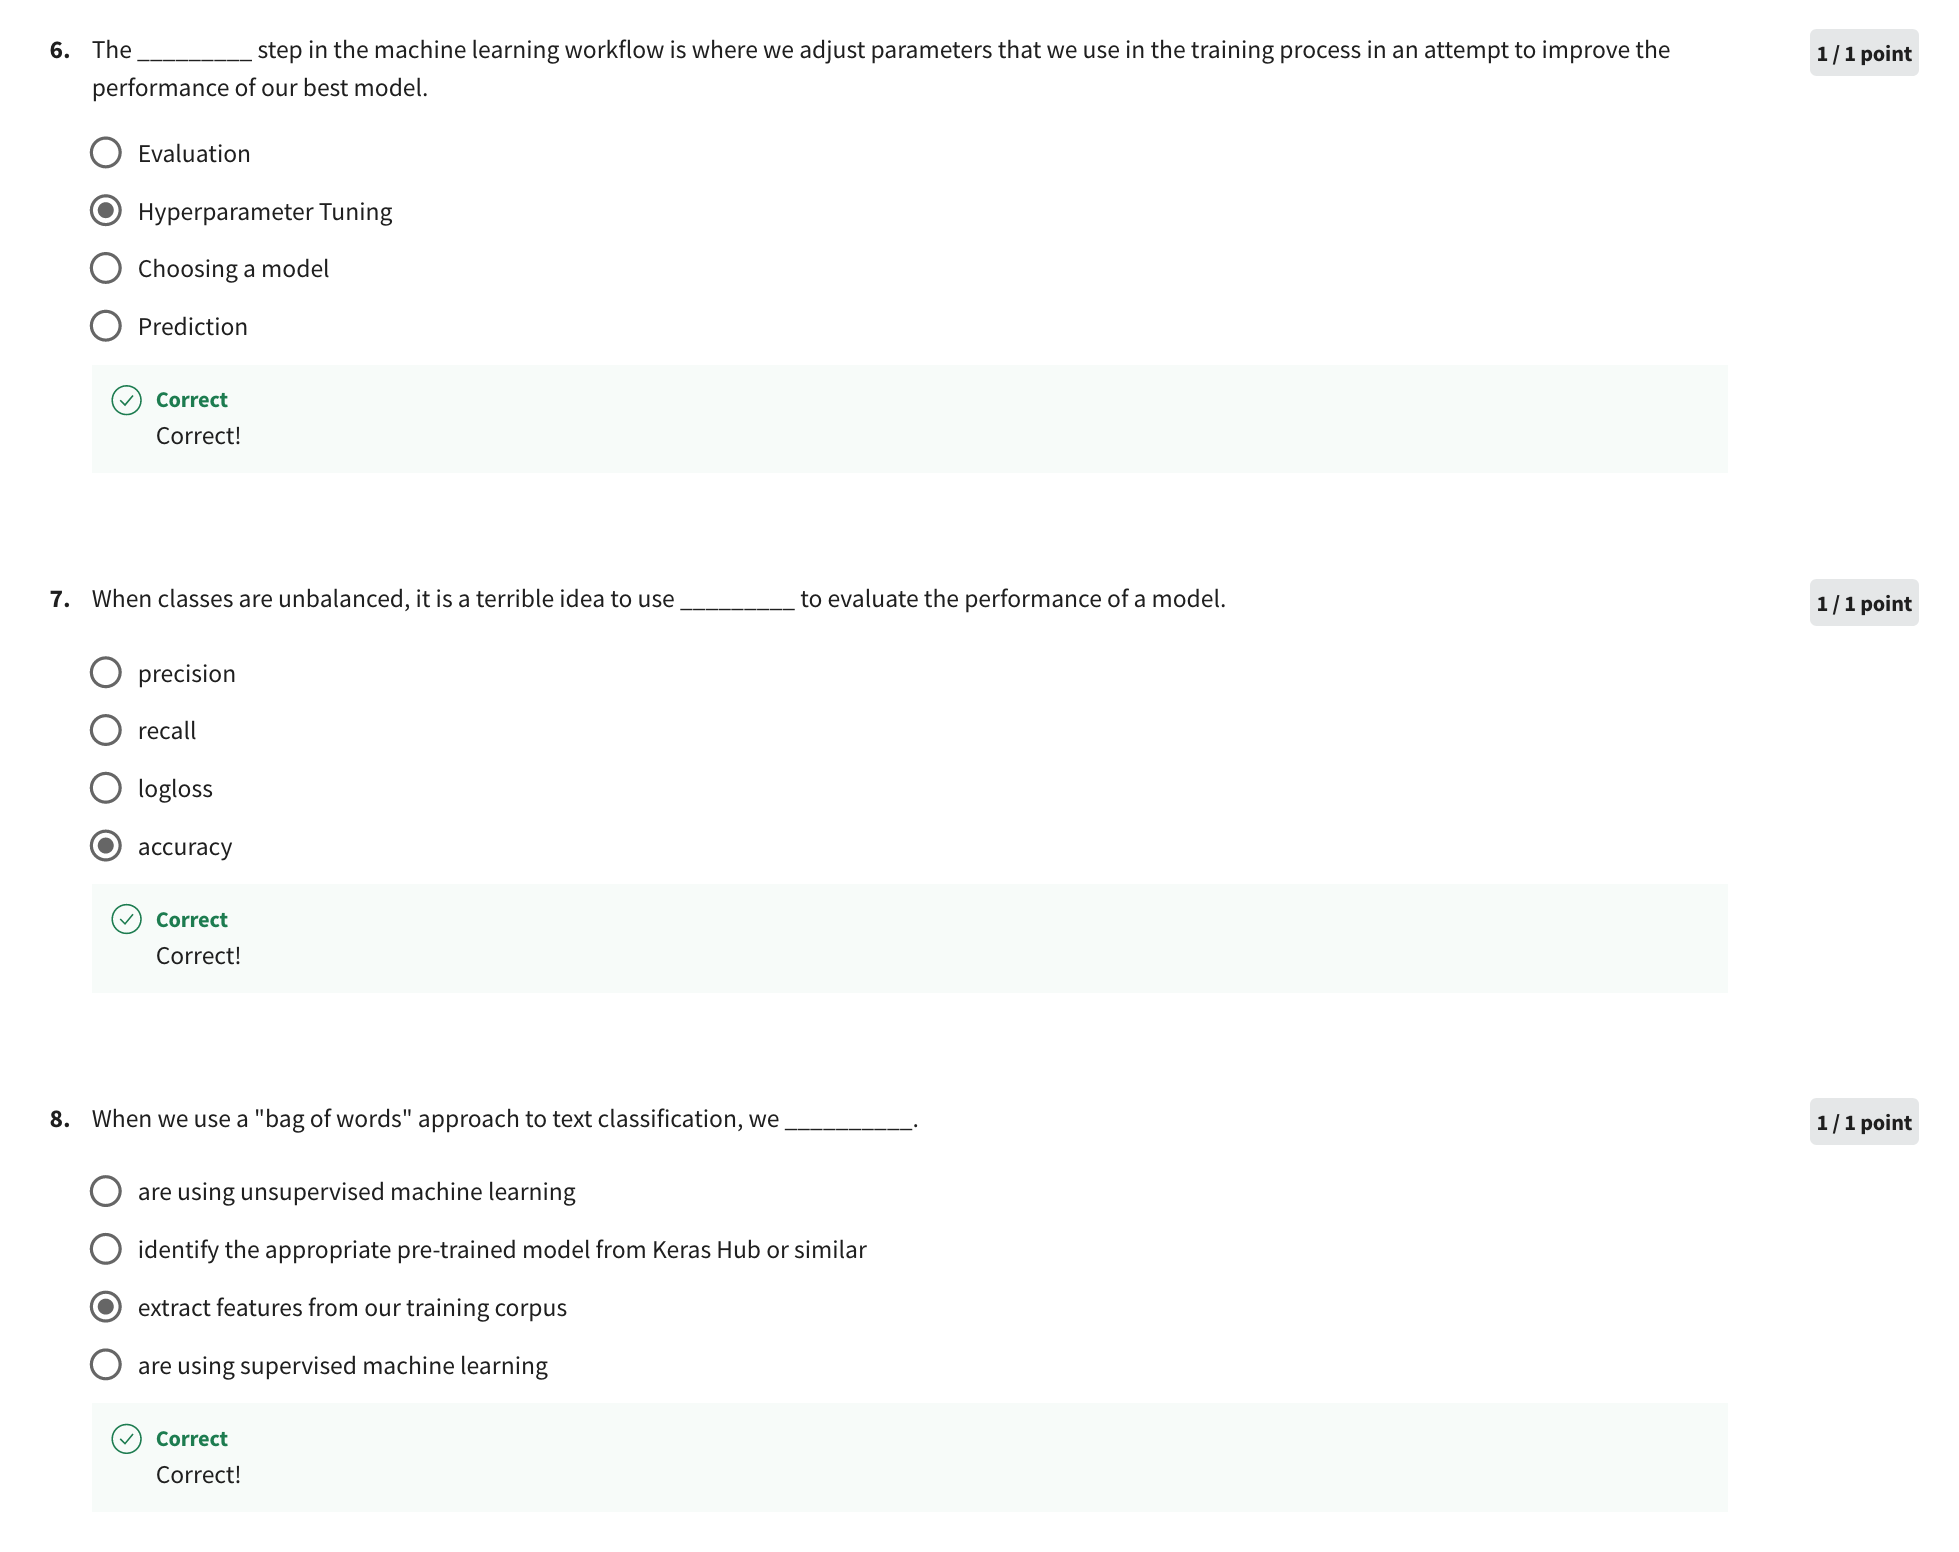 6. The _________ step in the machine learning workflow is where we adjust parameters that we use in the training process in an attempt to improve the
performance of our best model.
1 / 1 point
Evaluation
Hyperparameter Tuning
Choosing a model
Prediction
Correct
Correct!
7. When classes are unbalanced, it is a terrible idea to use _________ to evaluate the performance of a model.
1 / 1 point
precision
recall
logloss
accuracy
Correct
Correct!
8. When we use a "bag of words" approach to text classification, we __________.
1 / 1 point
are using unsupervised machine learning
identify the appropriate pre-trained model from Keras Hub or similar
extract features from our training corpus
are using supervised machine learning
Correct
Correct!